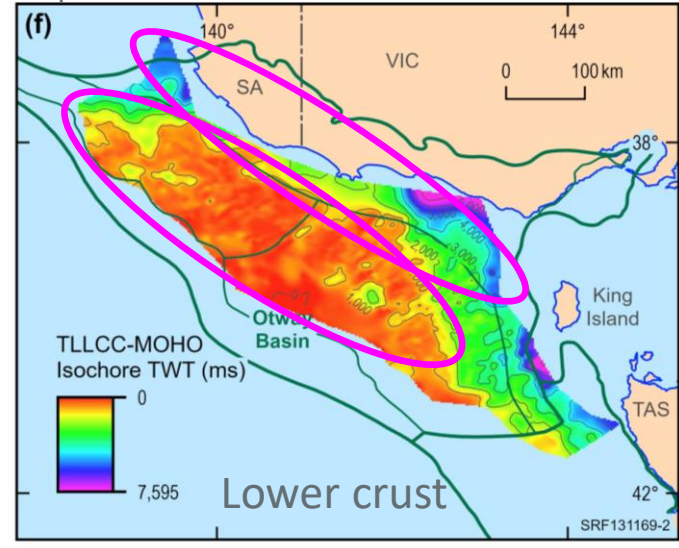 (f)
140°
144°
VIC
SA
0
100 km
38°
4,000
3,000
2,000
1,000
King
Island
Otway
Basin
TLLCC-MOHO
Isochore TWT (ms)
0
7,595
TAS
Lower crust
42°
SRF131169-2